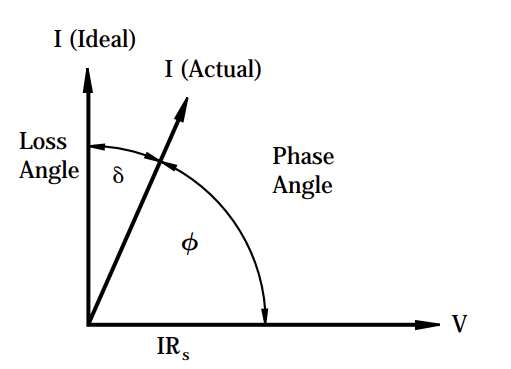 I (Ideal)
I (Actual)
Loss
Angle
δ
Phase
Angle
ϕ
V
IRs